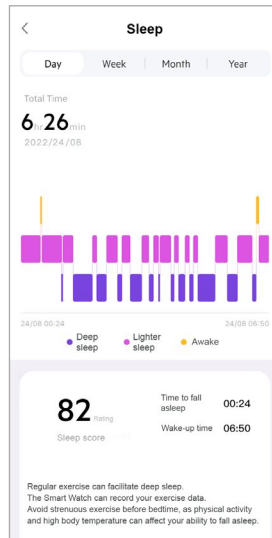 Sleep
Day Week Month Year
Total Time
6 hr 26 min
2022/24/08
24/08 00:24 24/08 06:50
Deep sleep
Lighter sleep
Awake
82 Rating
Sleep score
Time to fall asleep 00:24
Wake-up time 06:50
Regular exercise can facilitate deep sleep.
The Smart Watch can record your exercise data.
Avoid strenuous exercise before bedtime, as physical activity
and high body temperature can affect your ability to fall asleep.